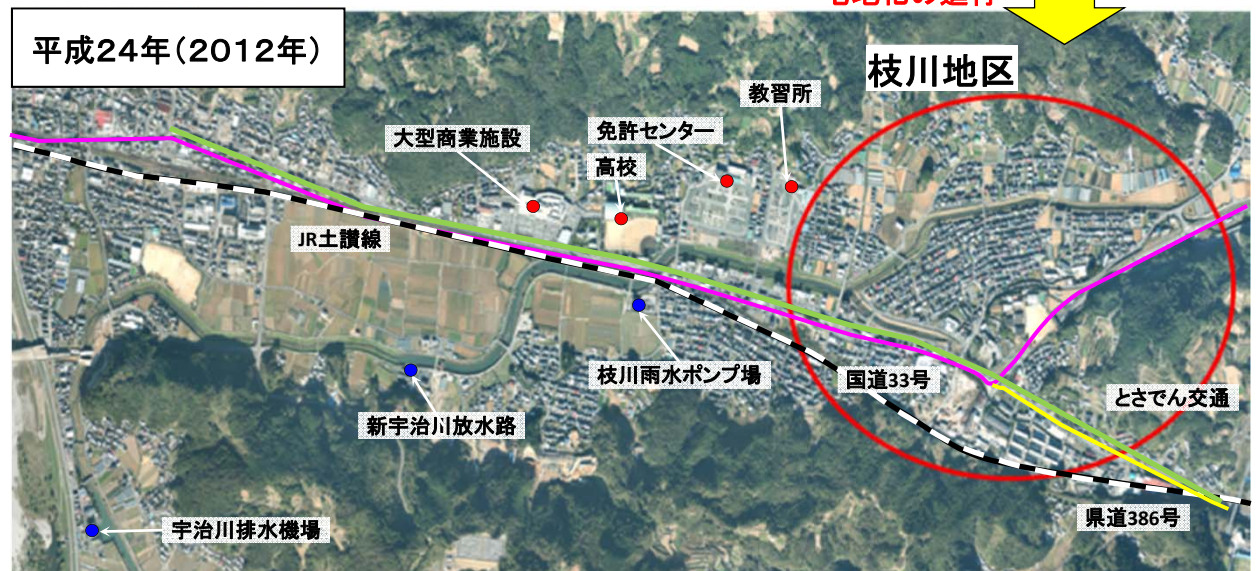 平成24年(2012年)
枝川地区
教習所
免許センター
大型商業施設
高校
JR土讃線
枝川雨水ポンプ場
国道33号
とさでん交通
新宇治川放水路
県道386号
宇治川排水機場